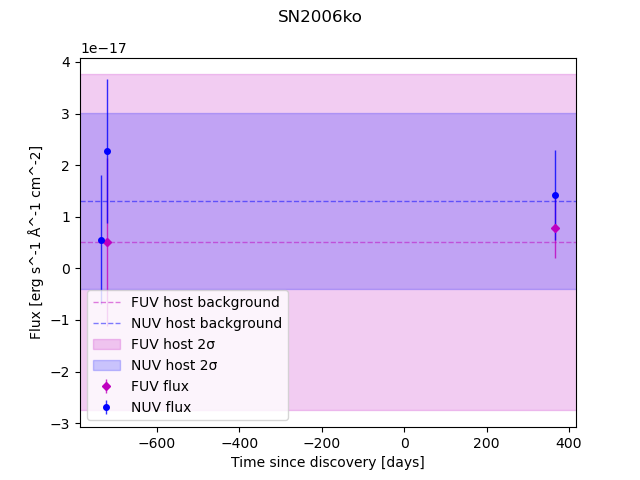 SN2006ko
1e−17
4
3
2
1
0
−1
−2
−3
Flux [erg s^-1 Å^-1 cm^-2]
FUV host background
NUV host background
FUV host 2σ
NUV host 2σ
FUV flux
NUV flux
−600 −400 −200 0 200 400
Time since discovery [days]